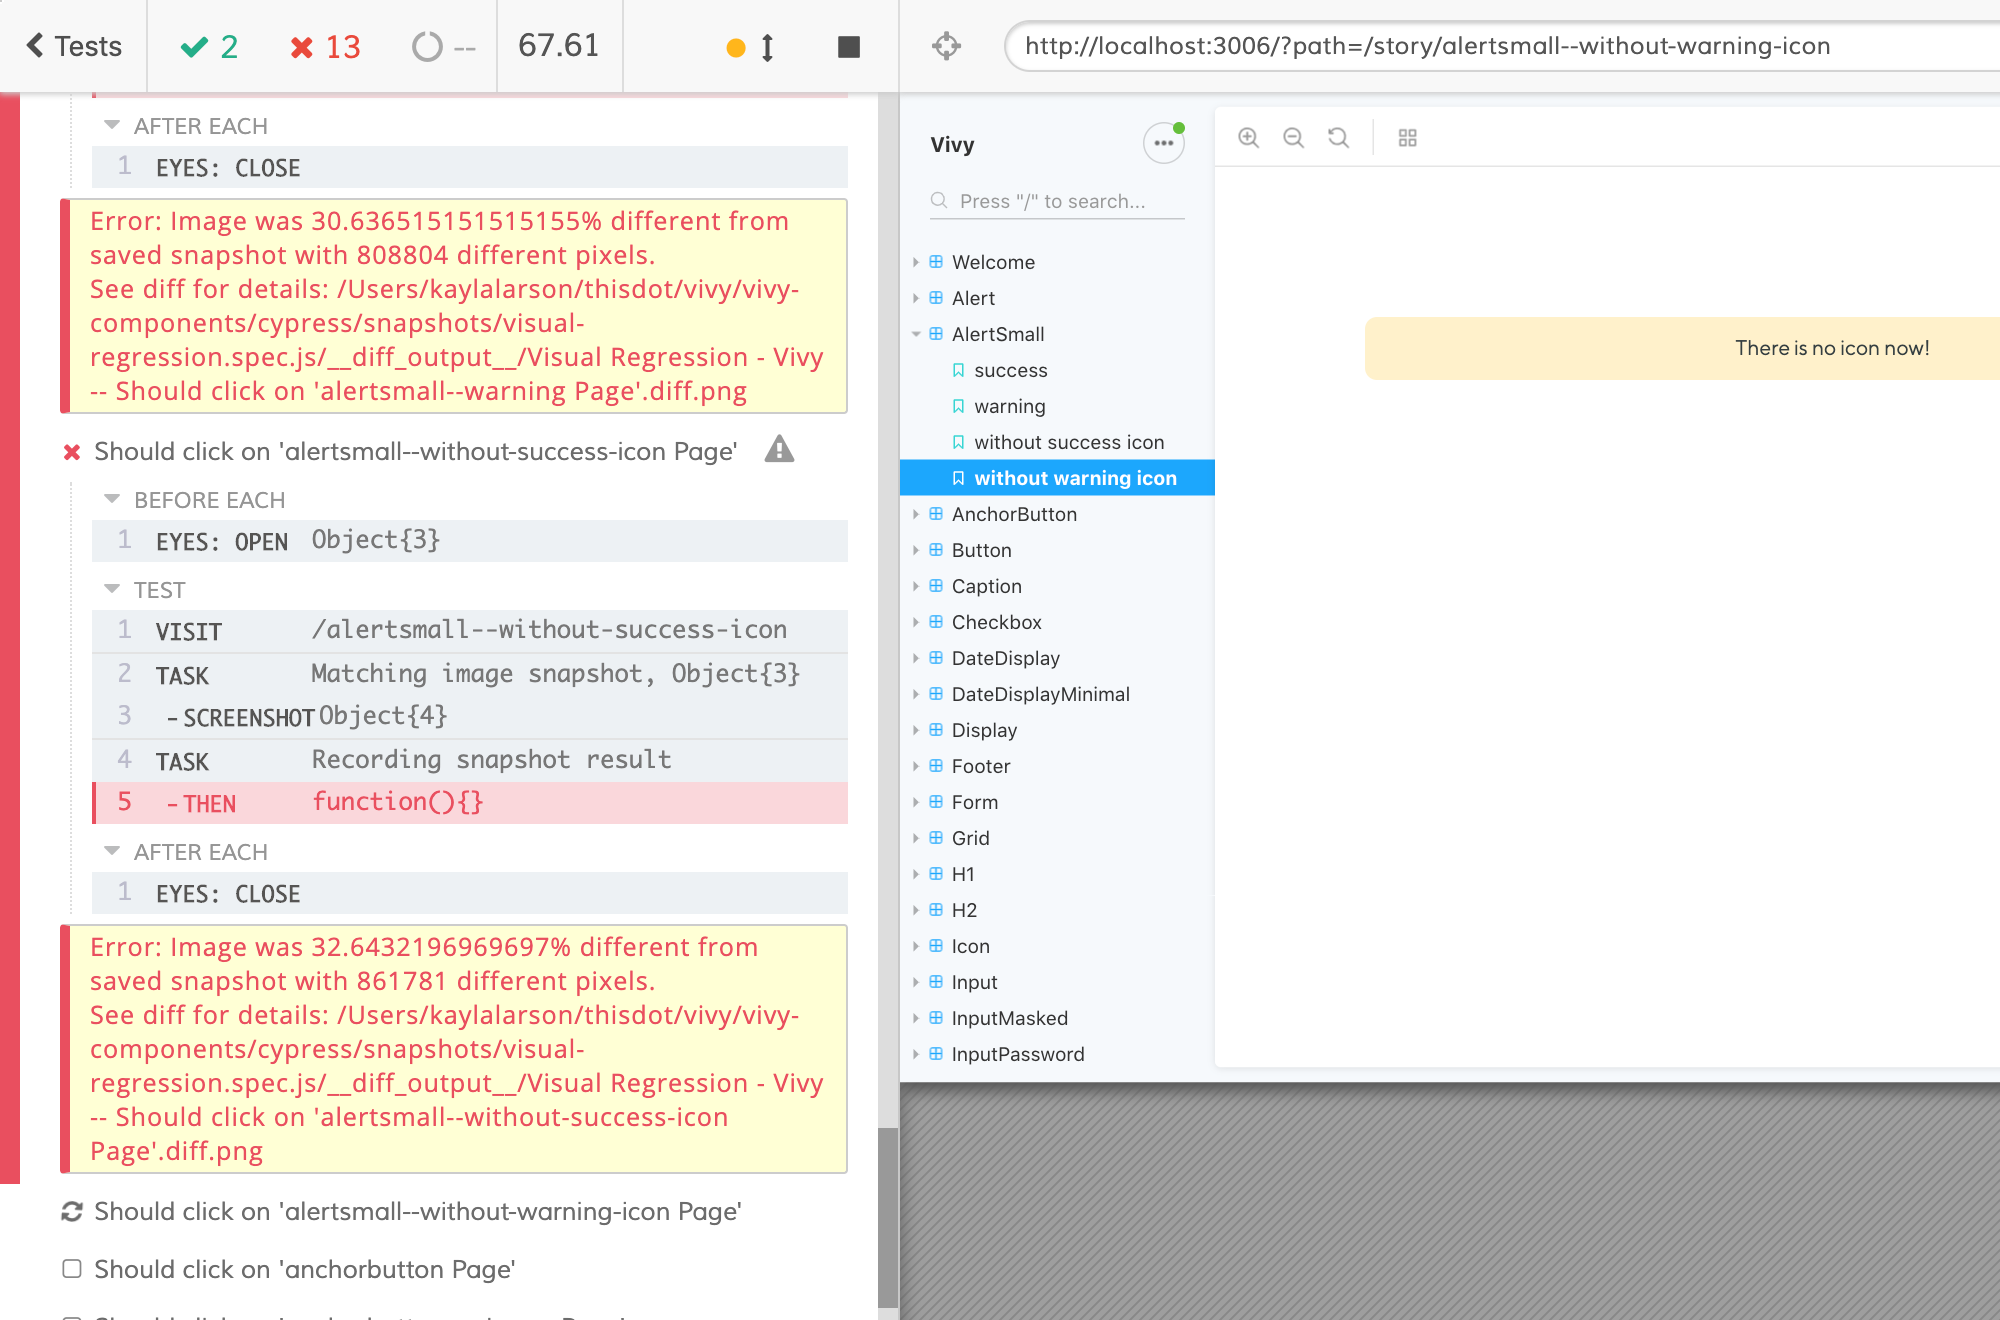 Tests
2
13
--
67.61
http://localhost:3006/?path=/story/alertsmall--without-warning-icon
AFTER EACH
1 EYES: CLOSE
Error: Image was 30.636515151515155% different from
saved snapshot with 808804 different pixels.
See diff for details: /Users/kaylalarson/thisdot/vivy/vivy-
components/cypress/snapshots/visual-
regression.spec.js/__diff_output__/Visual Regression - Vivy
-- Should click on 'alertsmall--warning Page'.diff.png
Should click on 'alertsmall--without-success-icon Page'
BEFORE EACH
1 EYES: OPEN Object{3}
TEST
1 VISIT /alertsmall--without-success-icon
2 TASK Matching image snapshot, Object{3}
3 -SCREENSHOT Object{4}
4 TASK Recording snapshot result
5 -THEN function(){}
AFTER EACH
1 EYES: CLOSE
Error: Image was 32.6432196969697% different from
saved snapshot with 861781 different pixels.
See diff for details: /Users/kaylalarson/thisdot/vivy/vivy-
components/cypress/snapshots/visual-
regression.spec.js/__diff_output__/Visual Regression - Vivy
-- Should click on 'alertsmall--without-success-icon
Page'.diff.png
Should click on 'alertsmall--without-warning-icon Page'
Should click on 'anchorbutton Page'
Vivy
Press "/" to search...
Welcome
Alert
AlertSmall
success
warning
without success icon
without warning icon
AnchorButton
Button
Caption
Checkbox
DateDisplay
DateDisplayMinimal
Display
Footer
Form
Grid
H1
H2
Icon
Input
InputMasked
InputPassword
There is no icon now!